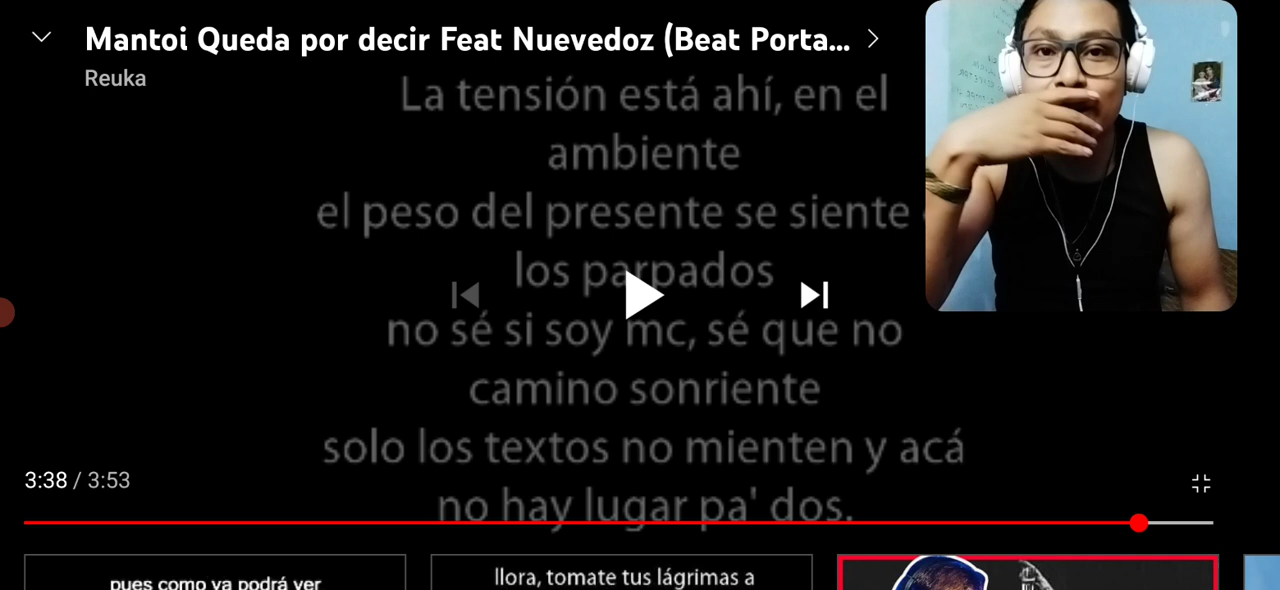 Mantoi Queda por decir Feat Nuevedoz (Beat Porta...
Reuka
La tensión está ahí, en el
ambiente
el peso del presente se siente
los parpados
no sé si soy mc, sé que no
camino sonriente
solo los textos no mienten y acá
no hay lugar pa' dos.
3:38 / 3:53
pues como ya podrá ver
llora, tomate tus lágrimas a